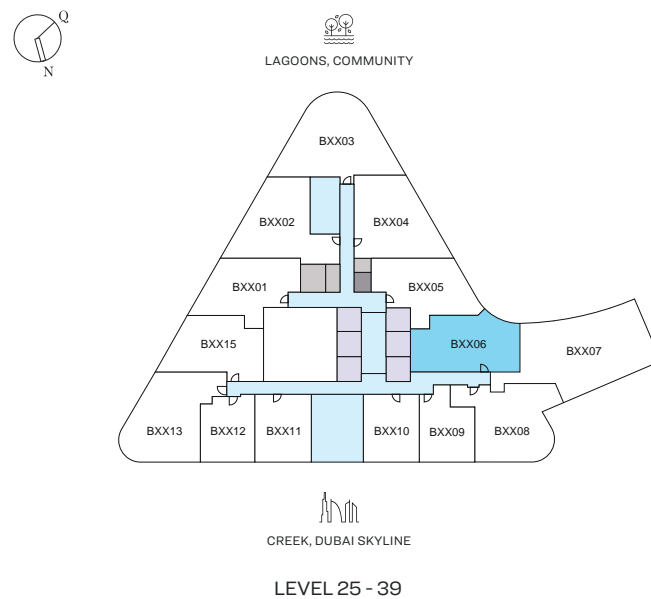 Q
N
LAGOONS, COMMUNITY
BXX03
BXX02
BXX04
BXX01
BXX05
BXX15
BXX06
BXX07
BXX13
BXX12
BXX11
BXX10
BXX09
BXX08
CREEK, DUBAI SKYLINE
LEVEL 25 - 39